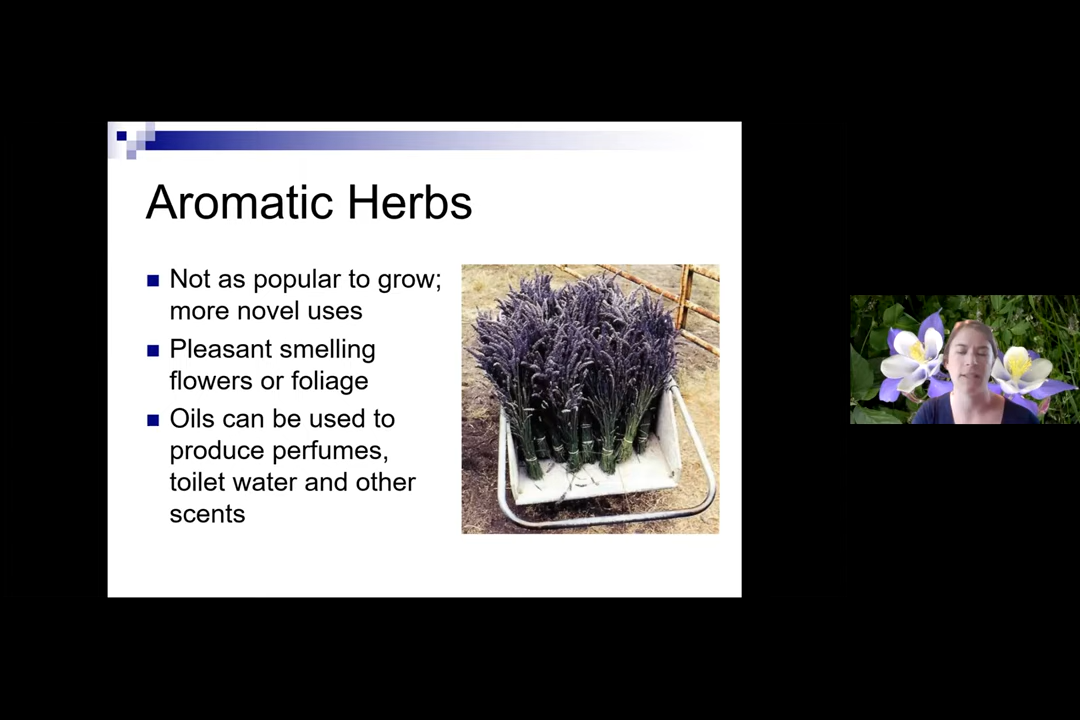 Aromatic Herbs
Not as popular to grow;
more novel uses
Pleasant smelling
flowers or foliage
Oils can be used to
produce perfumes,
toilet water and other
scents